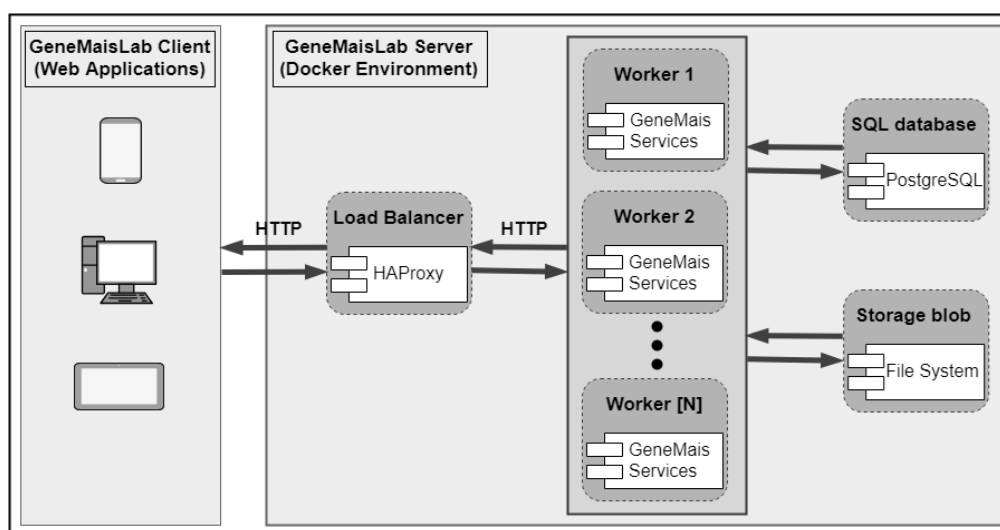 GeneMaisLab Client
(Web Applications)
GeneMaisLab Server
(Docker Environment)
HTTP
Load Balancer
HAProxy
HTTP
Worker 1
GeneMais
Services
Worker 2
GeneMais
Services
Worker [N]
GeneMais
Services
SQL database
PostgreSQL
Storage blob
File System